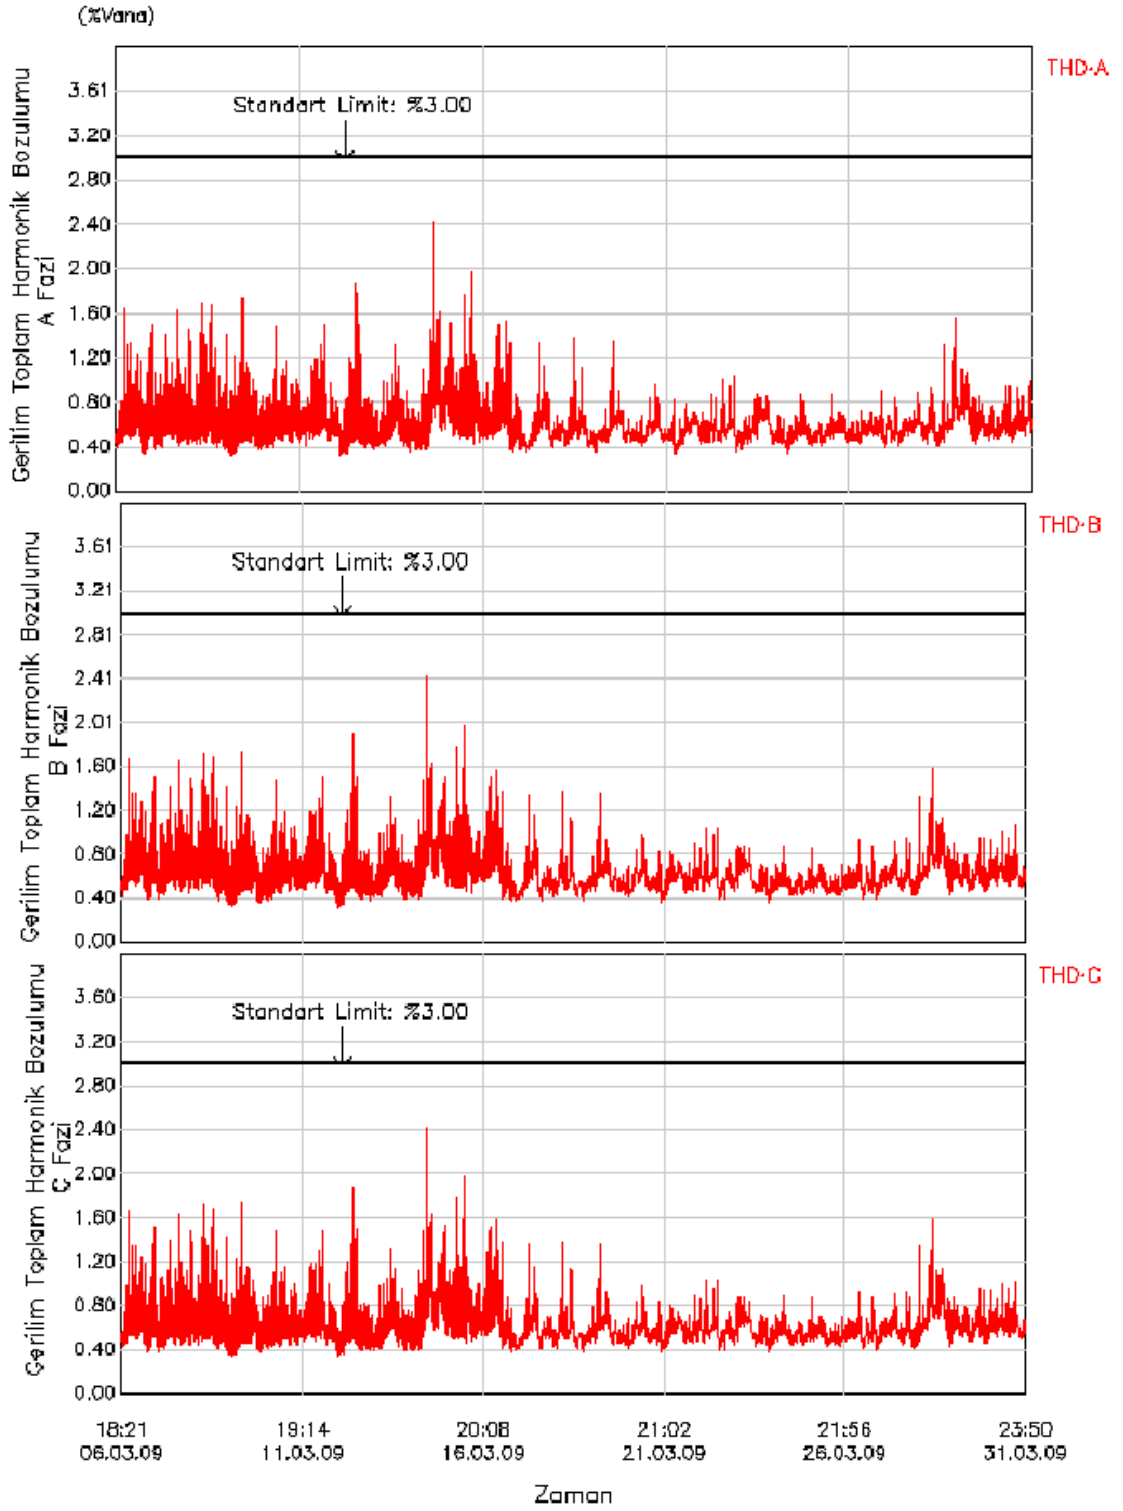 (%Vana)
THD-A
Gerilim Toplam Harmonik Bozulumu
A Fazi
3.61
3.20
2.80
2.40
2.00
1.60
1.20
0.80
0.40
0.00
Standart Limit: %3.00
THD-B
Gerilim Toplam Harmonik Bozulumu
B Fazi
3.61
3.21
2.81
2.41
2.01
1.60
1.20
0.80
0.40
0.00
Standart Limit: %3.00
THD-C
Gerilim Toplam Harmonik Bozulumu
C Fazi
3.60
3.20
2.80
2.40
2.00
1.60
1.20
0.80
0.40
0.00
Standart Limit: %3.00
18:21 19:14 20:08 21:02 21:56 23:50
06.03.09 11.03.09 16.03.09 21.03.09 26.03.09 31.03.09
Zaman